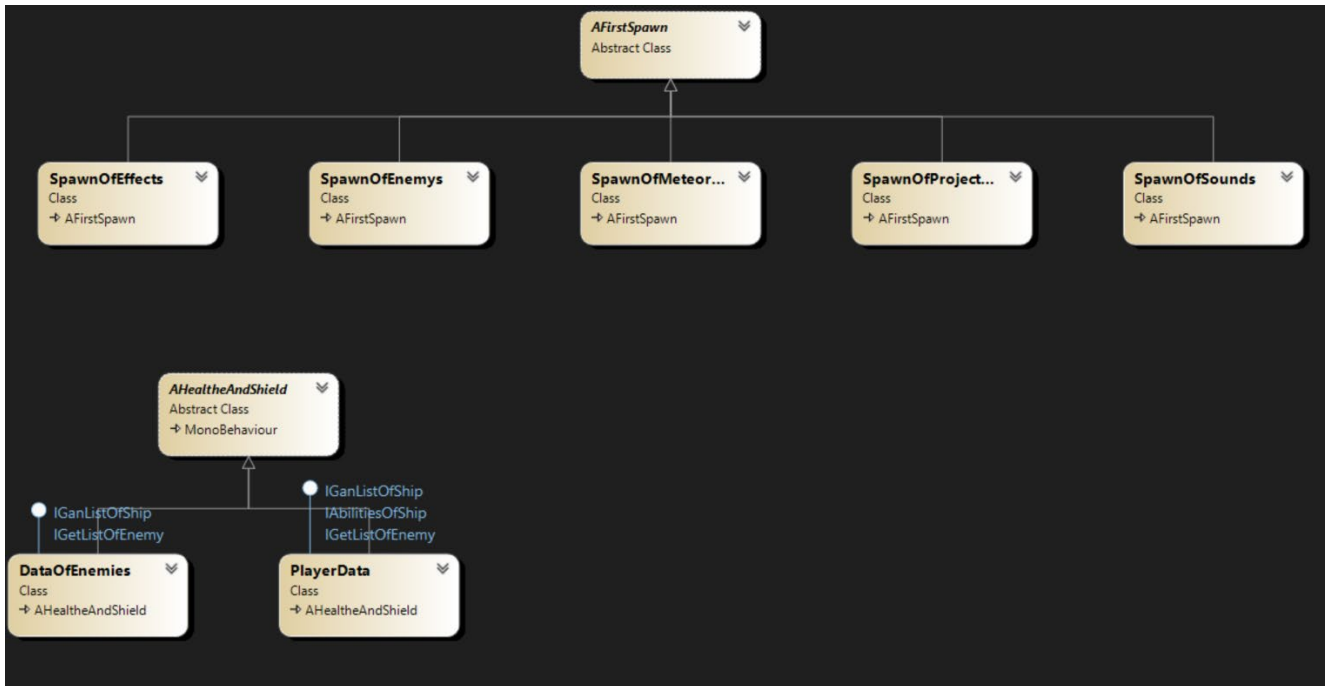 AFirstSpawn
Abstract Class
SpawnOfEffects
Class
AFirstSpawn
SpawnOfEnemys
Class
AFirstSpawn
SpawnOfMeteor...
Class
AFirstSpawn
SpawnOfProject...
Class
AFirstSpawn
SpawnOfSounds
Class
AFirstSpawn
AHealtheAndShield
Abstract Class
MonoBehaviour
IGanListOfShip
IGetListOfEnemy
IGanListOfShip
IAbilitiesOfShip
IGetListOfEnemy
DataOfEnemies
Class
AHealtheAndShield
PlayerData
Class
AHealtheAndShield